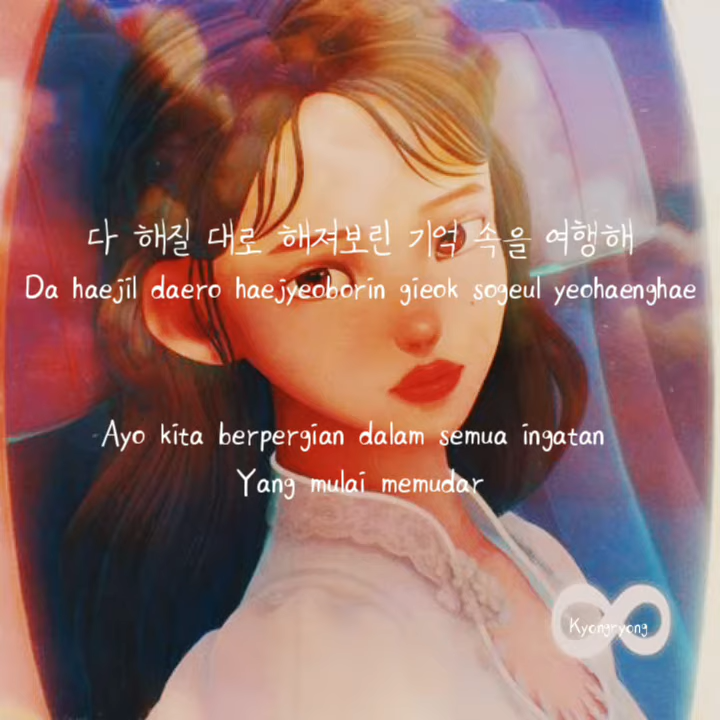 다 해질 대로 해져버린 기억 속을 여행해
Da haejil daero haejyeoborin gieok sogeul yeohaenghae
Ayo kita berpergian dalam semua ingatan
Yang mulai memudar
Kyongryong